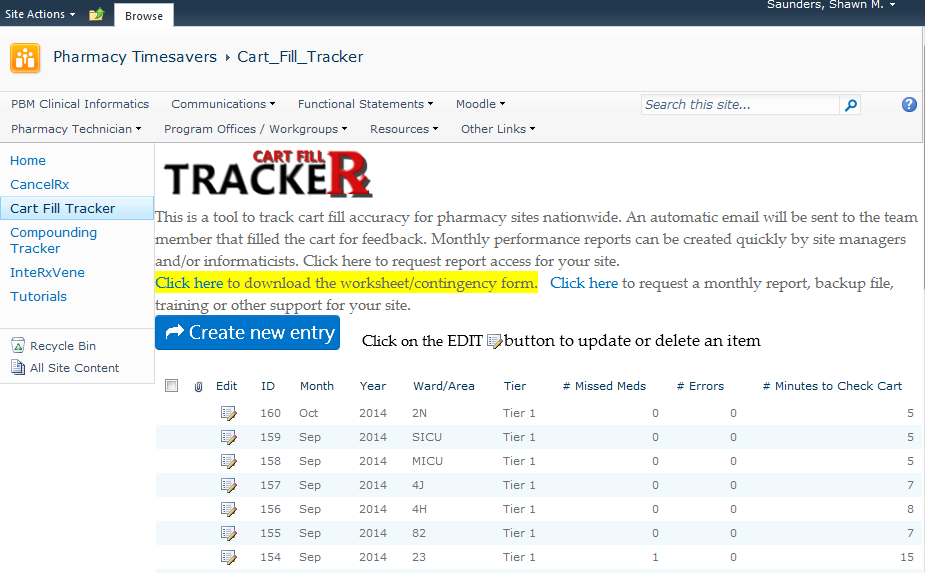 Site Actions Browse Saunders, Shawn M.
Pharmacy Timesavers Cart_Fill_Tracker
PBM Clinical Informatics Communications Functional Statements Moodle Search this site...
Pharmacy Technician Program Offices / Workgroups Resources Other Links
Home
CancelRx
Cart Fill Tracker
Compounding
Tracker
InteRxVene
Tutorials
Recycle Bin
All Site Content
CART FILL
TRACKER
This is a tool to track cart fill accuracy for pharmacy sites nationwide. An automatic email will be sent to the team
member that filled the cart for feedback. Monthly performance reports can be created quickly by site managers
and/or informaticists. Click here to request report access for your site.
Click here to download the worksheet/contingency form. Click here to request a monthly report, backup file,
training or other support for your site.
Create new entry Click on the EDIT button to update or delete an item
Edit ID Month Year Ward/Area Tier # Missed Meds # Errors # Minutes to Check Cart
160 Oct 2014 2N Tier 1 0 0 5
159 Sep 2014 SICU Tier 1 0 0 5
158 Sep 2014 MICU Tier 1 0 0 5
157 Sep 2014 4J Tier 1 0 0 7
156 Sep 2014 4H Tier 1 0 0 8
155 Sep 2014 82 Tier 1 0 0 7
154 Sep 2014 23 Tier 1 1 0 15